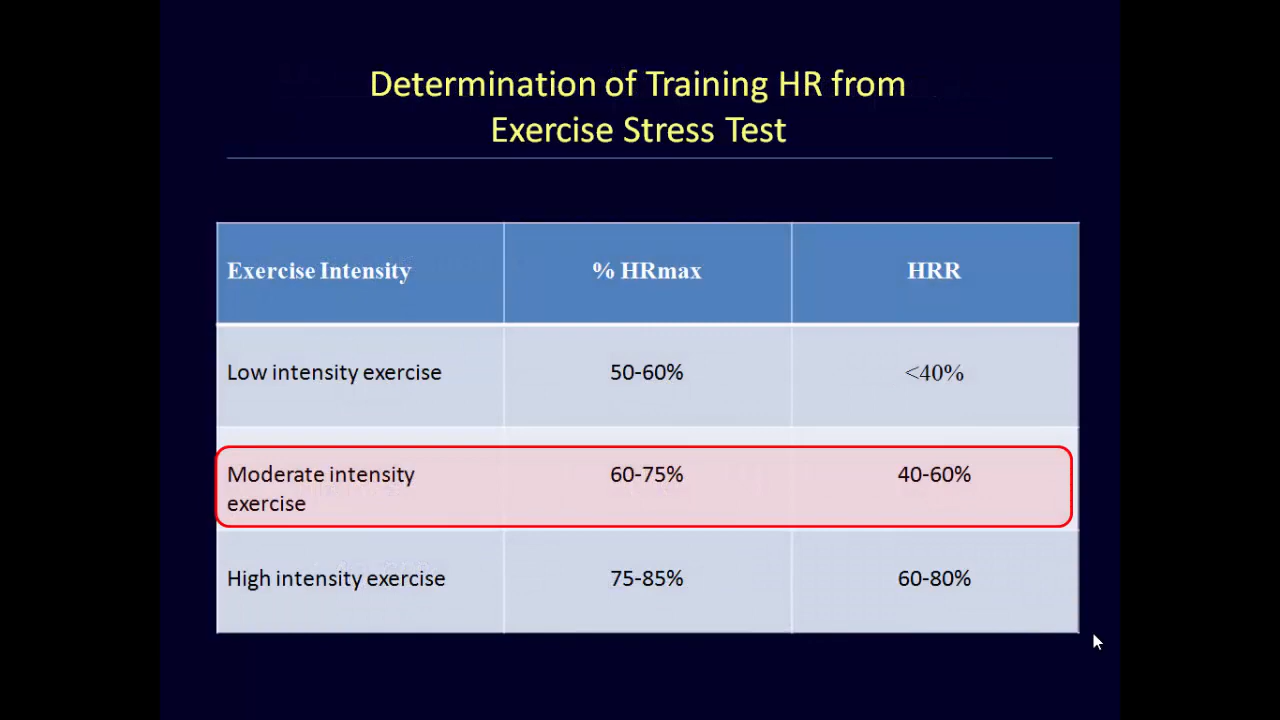 Determination of Training HR from
Exercise Stress Test
Exercise Intensity % HRmax HRR
Low intensity exercise 50-60% <40%
Moderate intensity 60-75% 40-60%
exercise
High intensity exercise 75-85% 60-80%